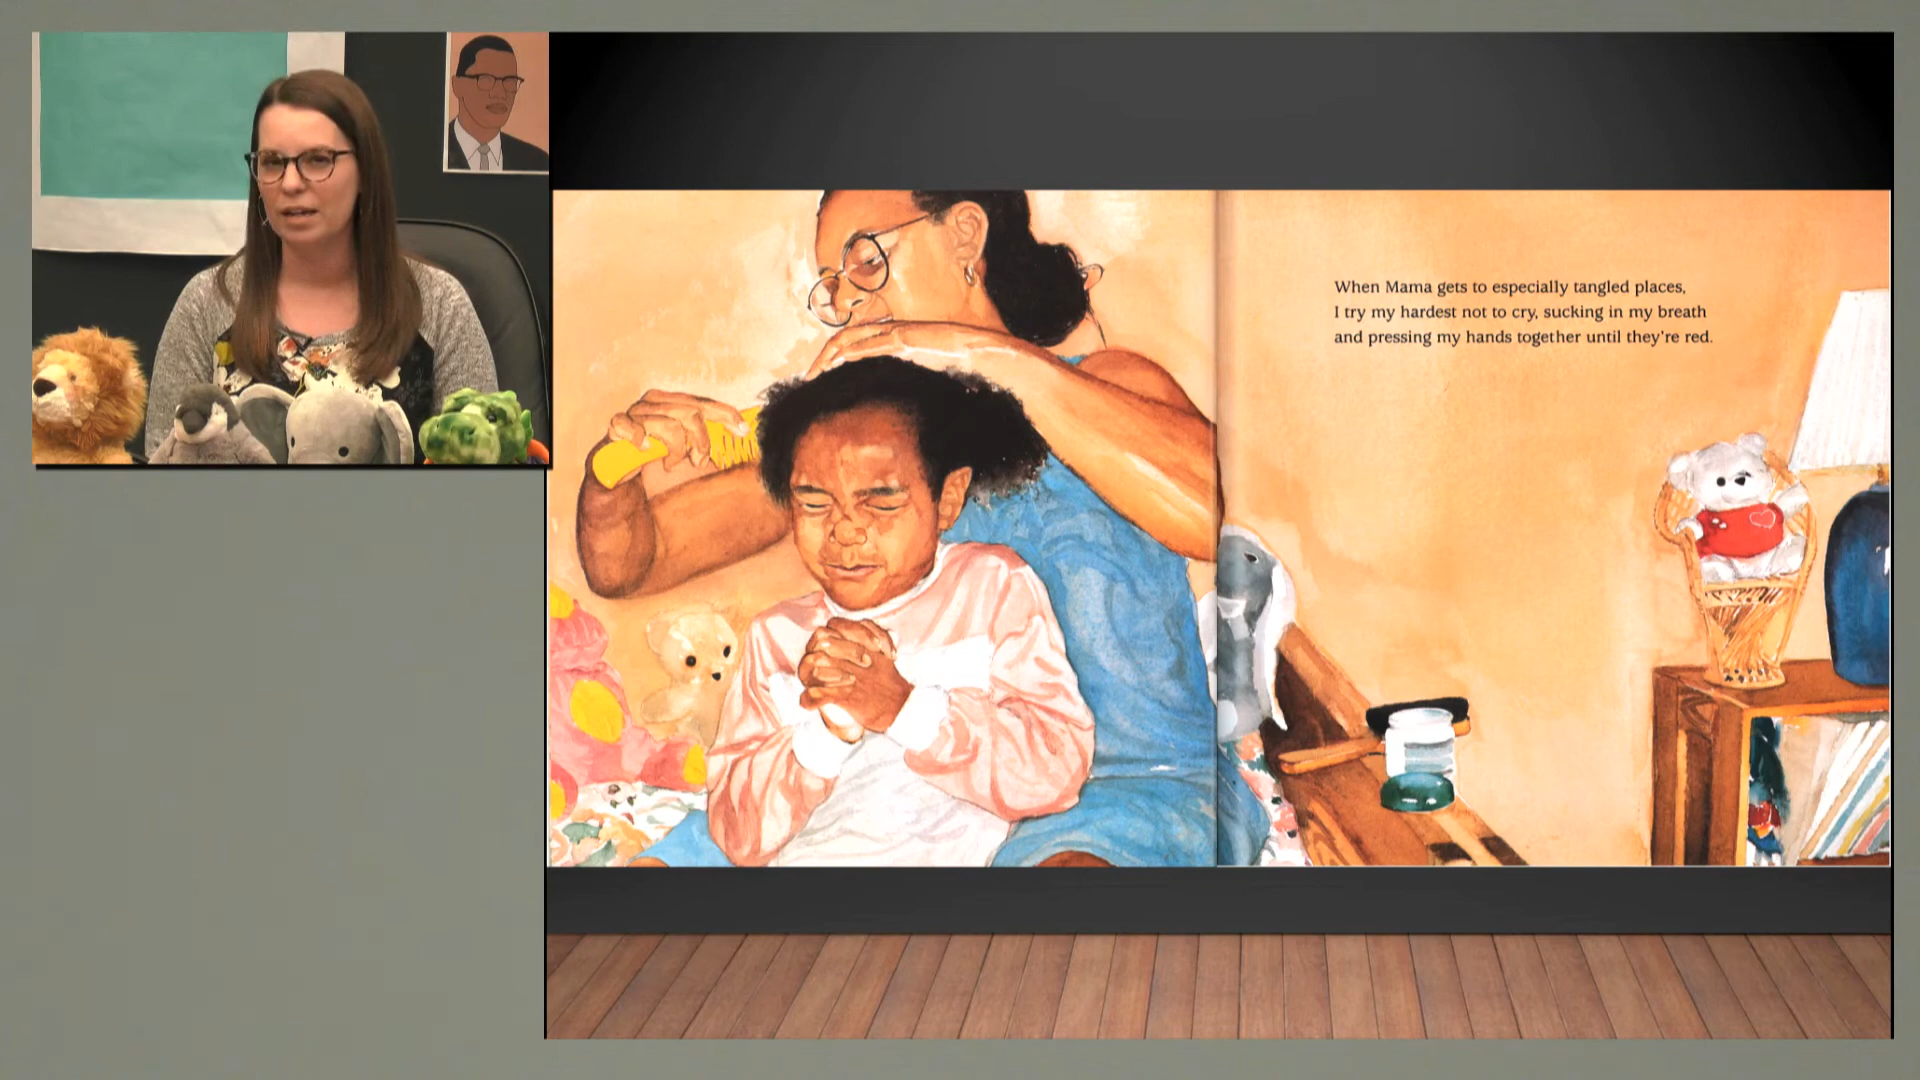 When Mama gets to especially tangled places,
I try my hardest not to cry, sucking in my breath
and pressing my hands together until they're red.